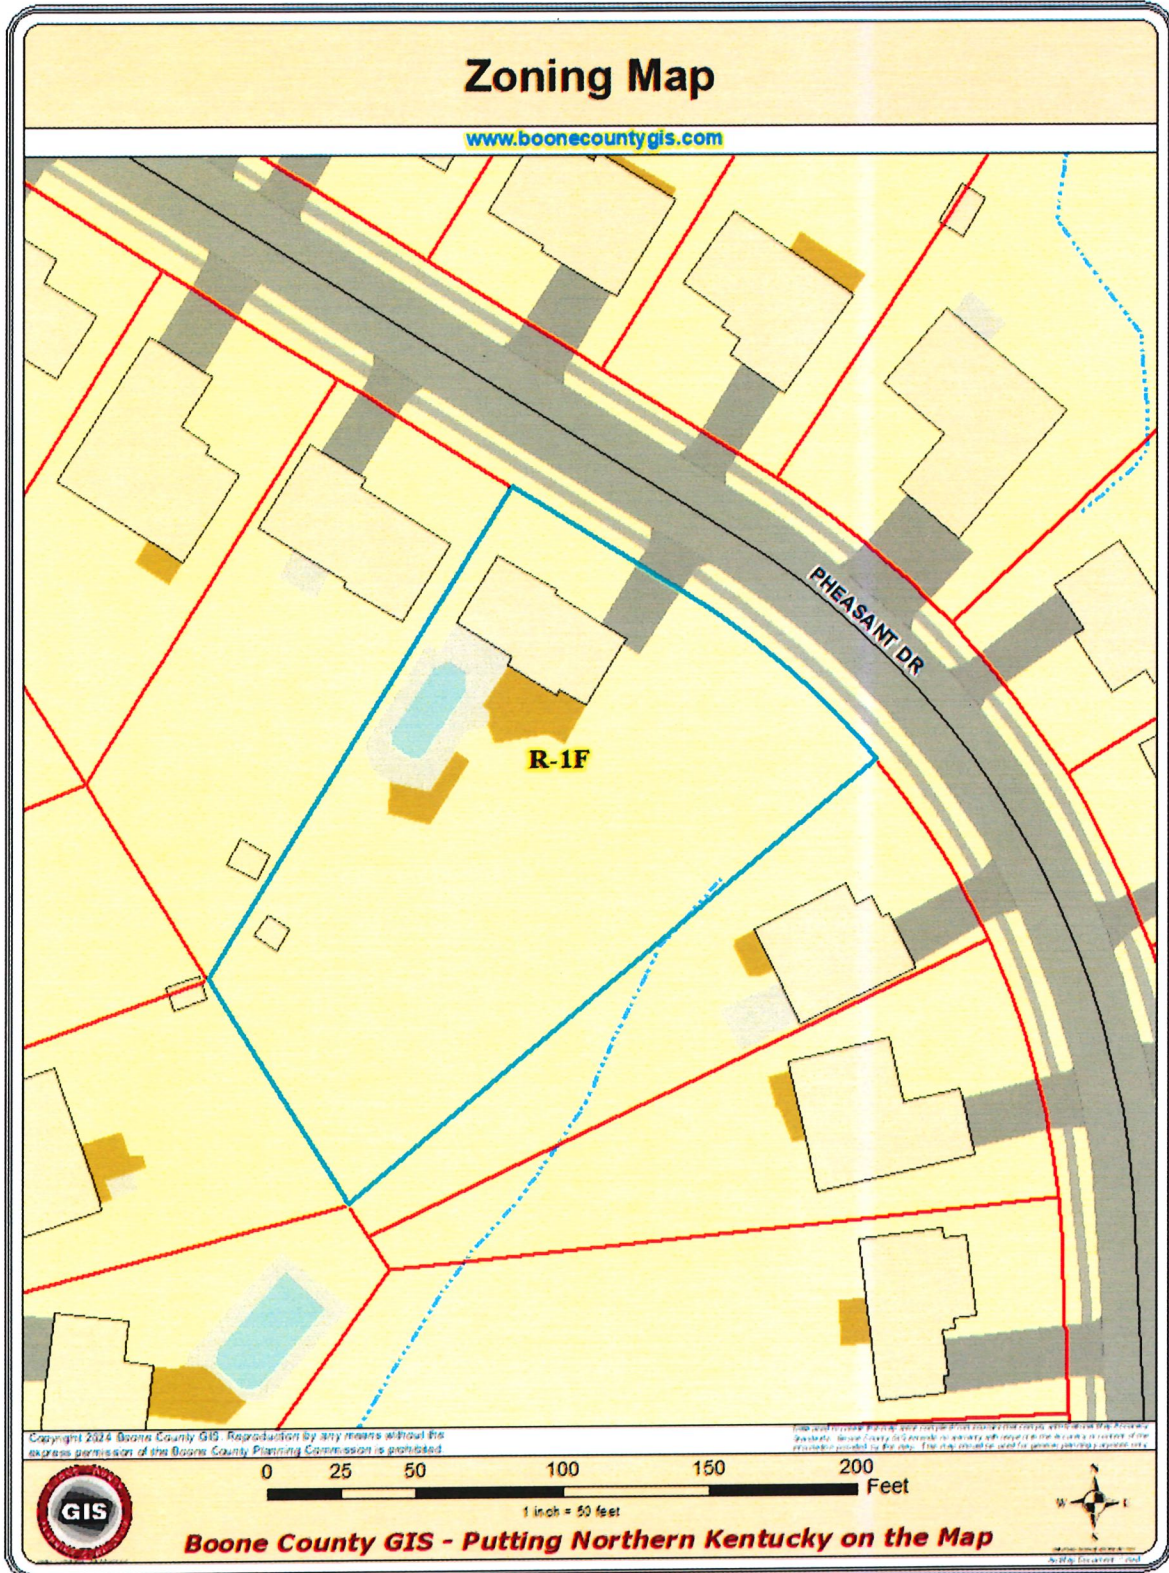 Zoning Map
www.boonecountygis.com
PHEASANT DR
R-1F
Copyright 2024 Boone County GIS. Reproduction by any means without the
express permission of the Boone County Planning Commission is prohibited.
0 25 50 100 150 200
Feet
1 inch = 50 feet
GIS
N
W E
S
Boone County GIS - Putting Northern Kentucky on the Map